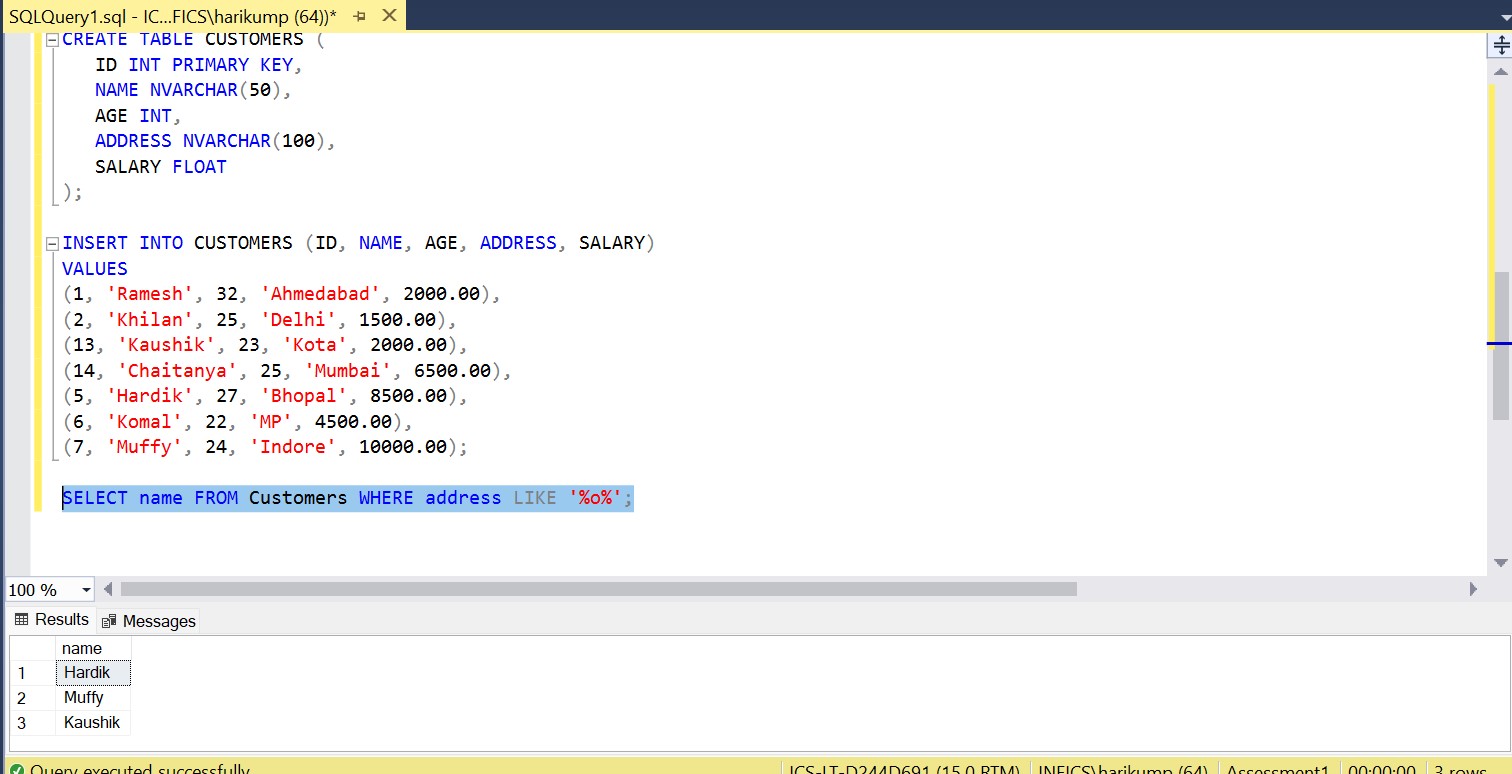 SQLQuery1.sql - IC...FICS\harikump (64))*
CREATE TABLE CUSTOMERS (
ID INT PRIMARY KEY,
NAME NVARCHAR(50),
AGE INT,
ADDRESS NVARCHAR(100),
SALARY FLOAT
);
INSERT INTO CUSTOMERS (ID, NAME, AGE, ADDRESS, SALARY)
VALUES
(1, 'Ramesh', 32, 'Ahmedabad', 2000.00),
(2, 'Khilan', 25, 'Delhi', 1500.00),
(13, 'Kaushik', 23, 'Kota', 2000.00),
(14, 'Chaitanya', 25, 'Mumbai', 6500.00),
(5, 'Hardik', 27, 'Bhopal', 8500.00),
(6, 'Komal', 22, 'MP', 4500.00),
(7, 'Muffy', 24, 'Indore', 10000.00);
SELECT name FROM Customers WHERE address LIKE '%o%';
100 %
Results Messages
name
1 Hardik
2 Muffy
3 Kaushik
Query executed successfully. ICS-LT-D244D691 (15.0 RTM) INFICS\harikump (64) Assessment1 00:00:00 3 rows